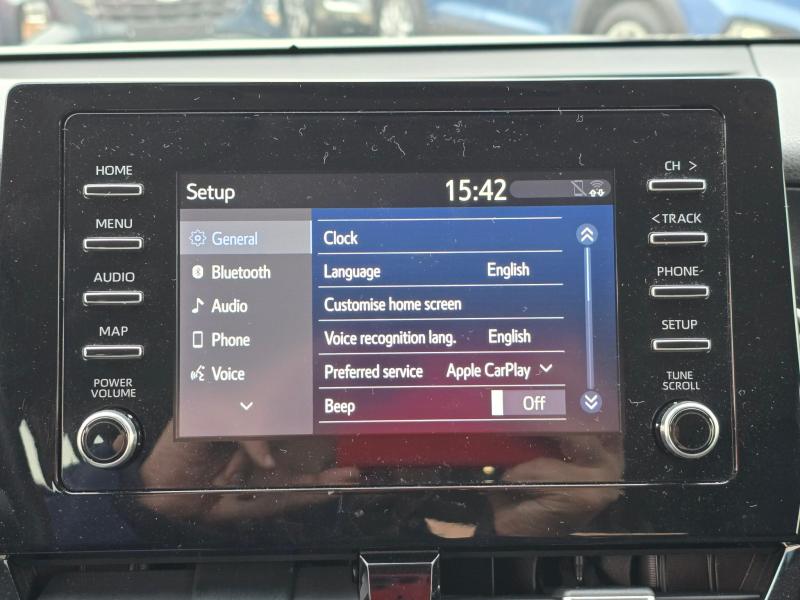 HOME
MENU
AUDIO
MAP
POWER
VOLUME
Setup 15:42
General
Bluetooth
Audio
Phone
Voice
Clock
Language English
Customise home screen
Voice recognition lang. English
Preferred service Apple CarPlay
Beep Off
CH >
< TRACK
PHONE
SETUP
TUNE
SCROLL